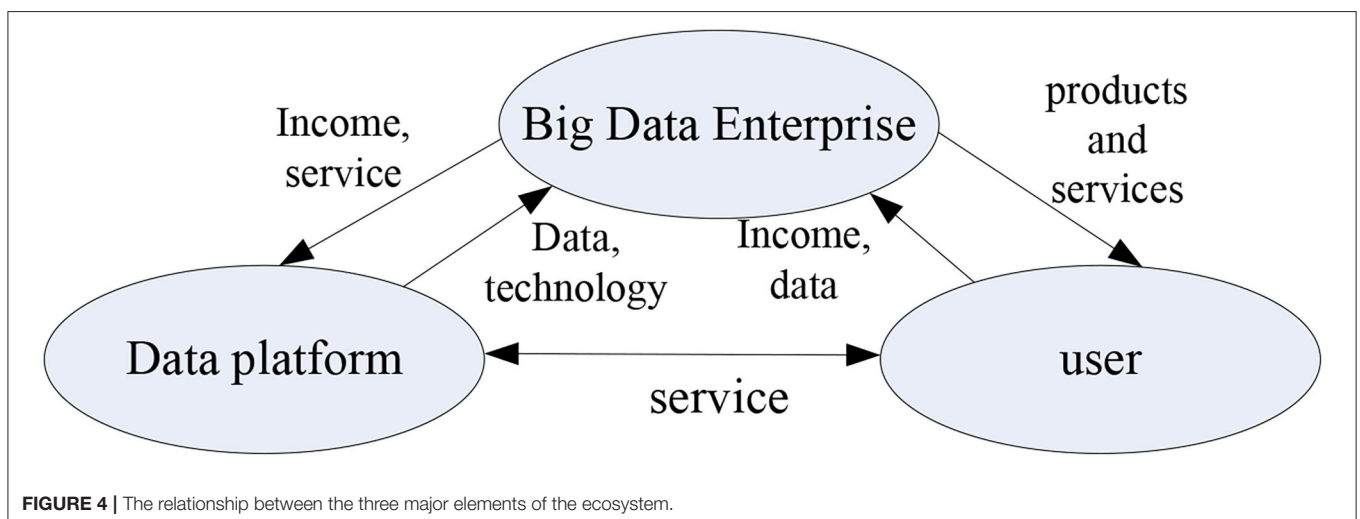 Big Data Enterprise
Income,
service
products
and
services
Data,
technology
Income,
data
Data platform
service
user
FIGURE 4 | The relationship between the three major elements of the ecosystem.